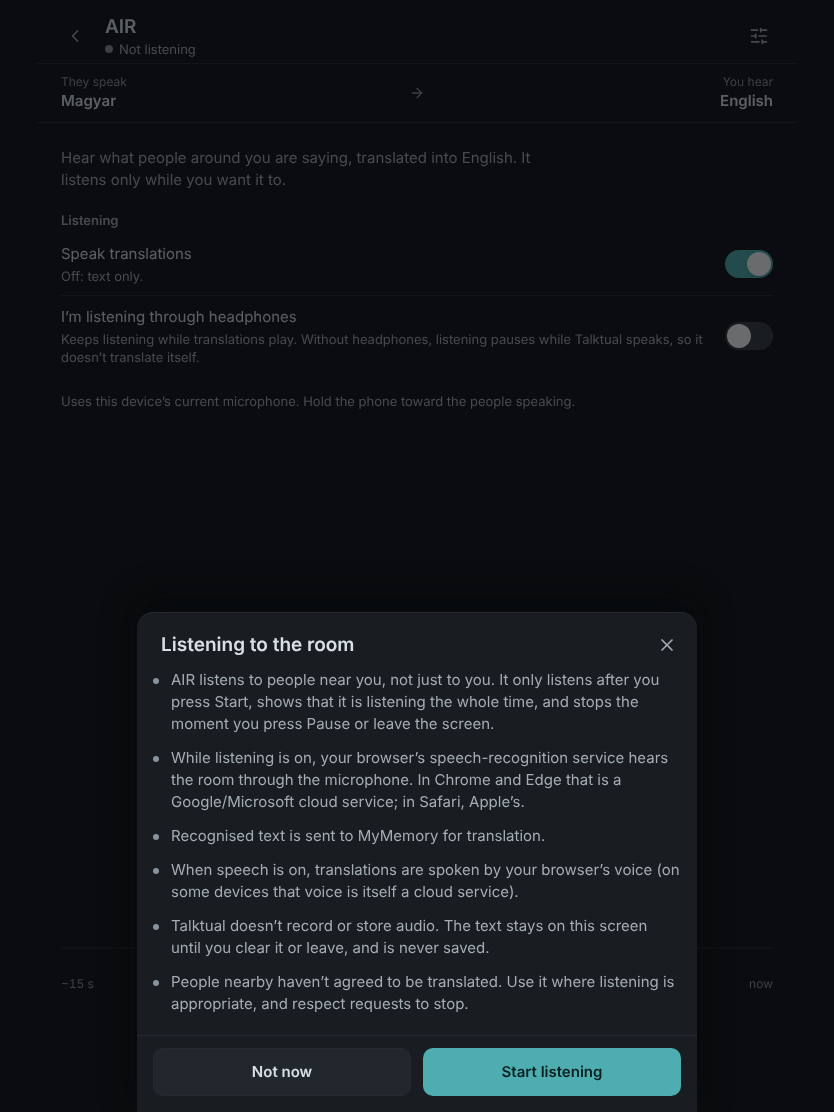 AIR
Not listening
They speak
You hear
Magyar
→
English
Hear what people around you are saying, translated into English. It
listens only while you want it to.
Listening
Speak translations
Off: text only.
I’m listening through headphones
Keeps listening while translations play. Without headphones, listening pauses while Talktual speaks, so it
doesn’t translate itself.
Uses this device’s current microphone. Hold the phone toward the people speaking.
Listening to the room
• AIR listens to people near you, not just to you. It only listens after you
press Start, shows that it is listening the whole time, and stops the
moment you press Pause or leave the screen.
• While listening is on, your browser’s speech-recognition service hears
the room through the microphone. In Chrome and Edge that is a
Google/Microsoft cloud service; in Safari, Apple’s.
• Recognised text is sent to MyMemory for translation.
• When speech is on, translations are spoken by your browser’s voice (on
some devices that voice is itself a cloud service).
• Talktual doesn’t record or store audio. The text stays on this screen
until you clear it or leave, and is never saved.
• People nearby haven’t agreed to be translated. Use it where listening is
appropriate, and respect requests to stop.
−15 s
now
Not now
Start listening